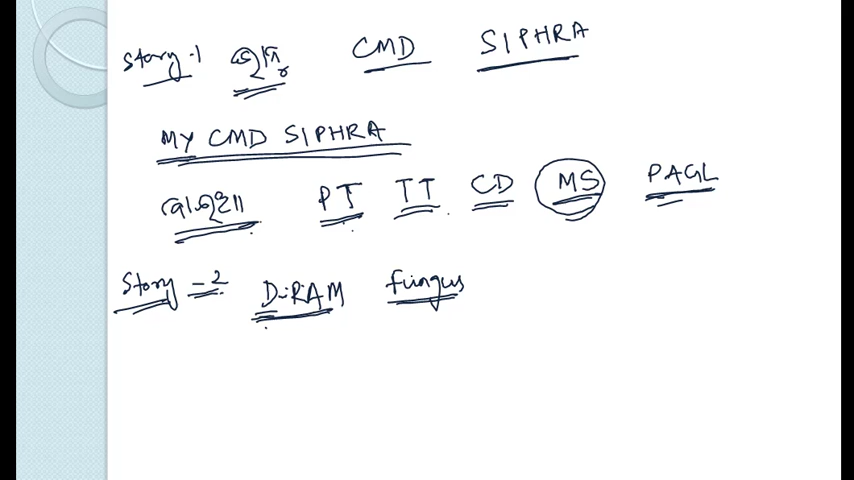 Story-1 CMD SIPHRA
MY CMD SIPHRA
PT TT CD MS PAGL
Story-2 D.RAM fungus